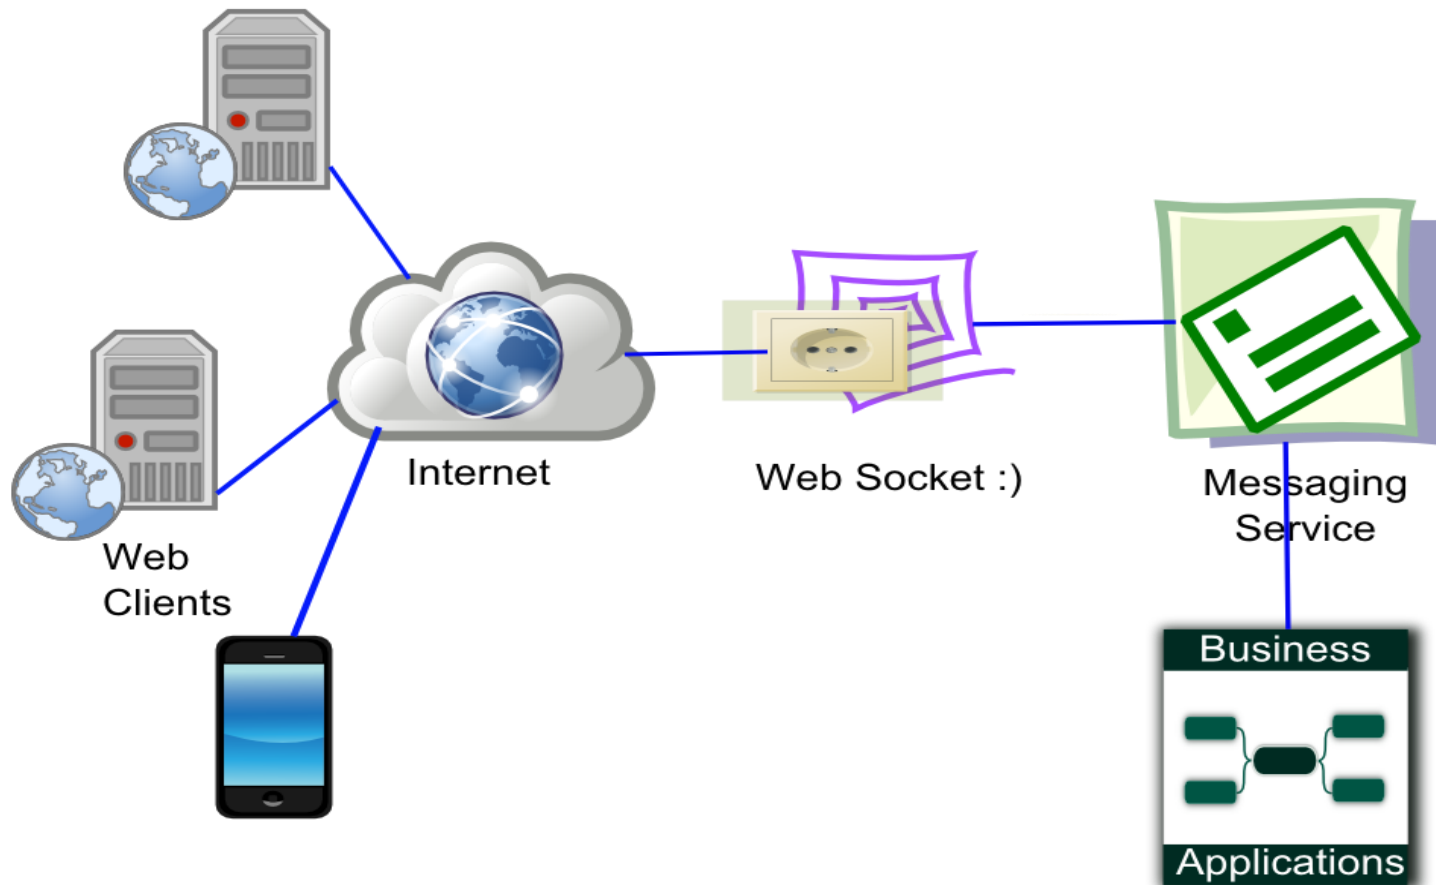 Internet
Web Socket :)
Messaging
Service
Web
Clients
Business
Applications